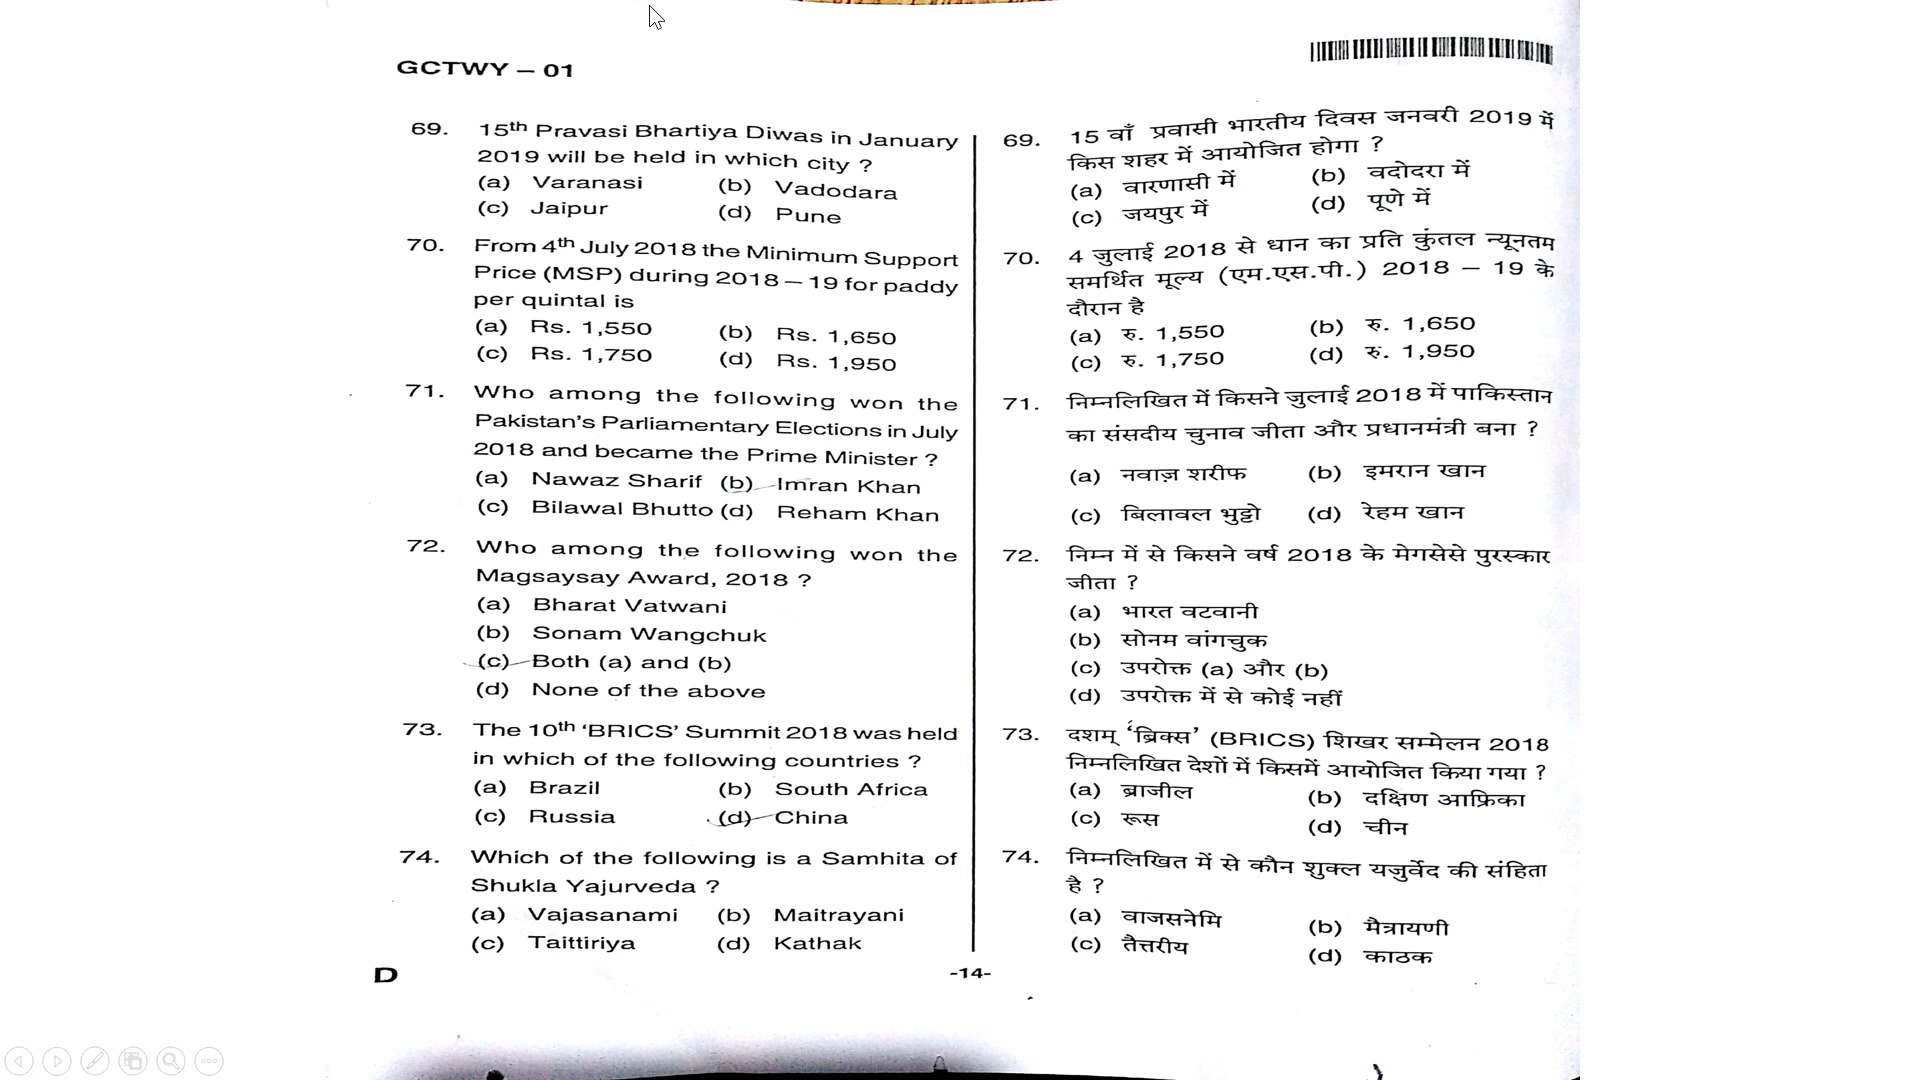 GCTWY – 01
69. 15th Pravasi Bhartiya Diwas in January
2019 will be held in which city ?
(a) Varanasi (b) Vadodara
(c) Jaipur (d) Pune
70. From 4th July 2018 the Minimum Support
Price (MSP) during 2018 – 19 for paddy
per quintal is
(a) Rs. 1,550 (b) Rs. 1,650
(c) Rs. 1,750 (d) Rs. 1,950
71. Who among the following won the
Pakistan's Parliamentary Elections in July
2018 and became the Prime Minister ?
(a) Nawaz Sharif (b) Imran Khan
(c) Bilawal Bhutto (d) Reham Khan
72. Who among the following won the
Magsaysay Award, 2018 ?
(a) Bharat Vatwani
(b) Sonam Wangchuk
(c) Both (a) and (b)
(d) None of the above
73. The 10th ‘BRICS’ Summit 2018 was held
in which of the following countries ?
(a) Brazil (b) South Africa
(c) Russia (d) China
74. Which of the following is a Samhita of
Shukla Yajurveda ?
(a) Vajasanami (b) Maitrayani
(c) Taittiriya (d) Kathak
69. 15 वाँ प्रवासी भारतीय दिवस जनवरी 2019 में
किस शहर में आयोजित होगा ?
(a) वारणासी में (b) वदोदरा में
(c) जयपुर में (d) पूणे में
70. 4 जुलाई 2018 से धान का प्रति कुंतल न्यूनतम
समर्थित मूल्य (एम.एस.पी.) 2018 – 19 के
दौरान है
(a) रु. 1,550 (b) रु. 1,650
(c) रु. 1,750 (d) रु. 1,950
71. निम्नलिखित में किसने जुलाई 2018 में पाकिस्तान
का संसदीय चुनाव जीता और प्रधानमंत्री बना ?
(a) नवाज़ शरीफ (b) इमरान खान
(c) बिलावल भुट्टो (d) रेहम खान
72. निम्न में से किसने वर्ष 2018 के मेगसेसे पुरस्कार
जीता ?
(a) भारत वटवानी
(b) सोनम वांगचुक
(c) उपरोक्त (a) और (b)
(d) उपरोक्त में से कोई नहीं
73. दशम् ‘ब्रिक्स’ (BRICS) शिखर सम्मेलन 2018
निम्नलिखित देशों में किसमें आयोजित किया गया ?
(a) ब्राजील (b) दक्षिण आफ्रिका
(c) रूस (d) चीन
74. निम्नलिखित में से कौन शुक्ल यजुर्वेद की संहिता
है ?
(a) वाजसनेमि (b) मैत्रायणी
(c) तैत्तरीय (d) काठक
D -14-